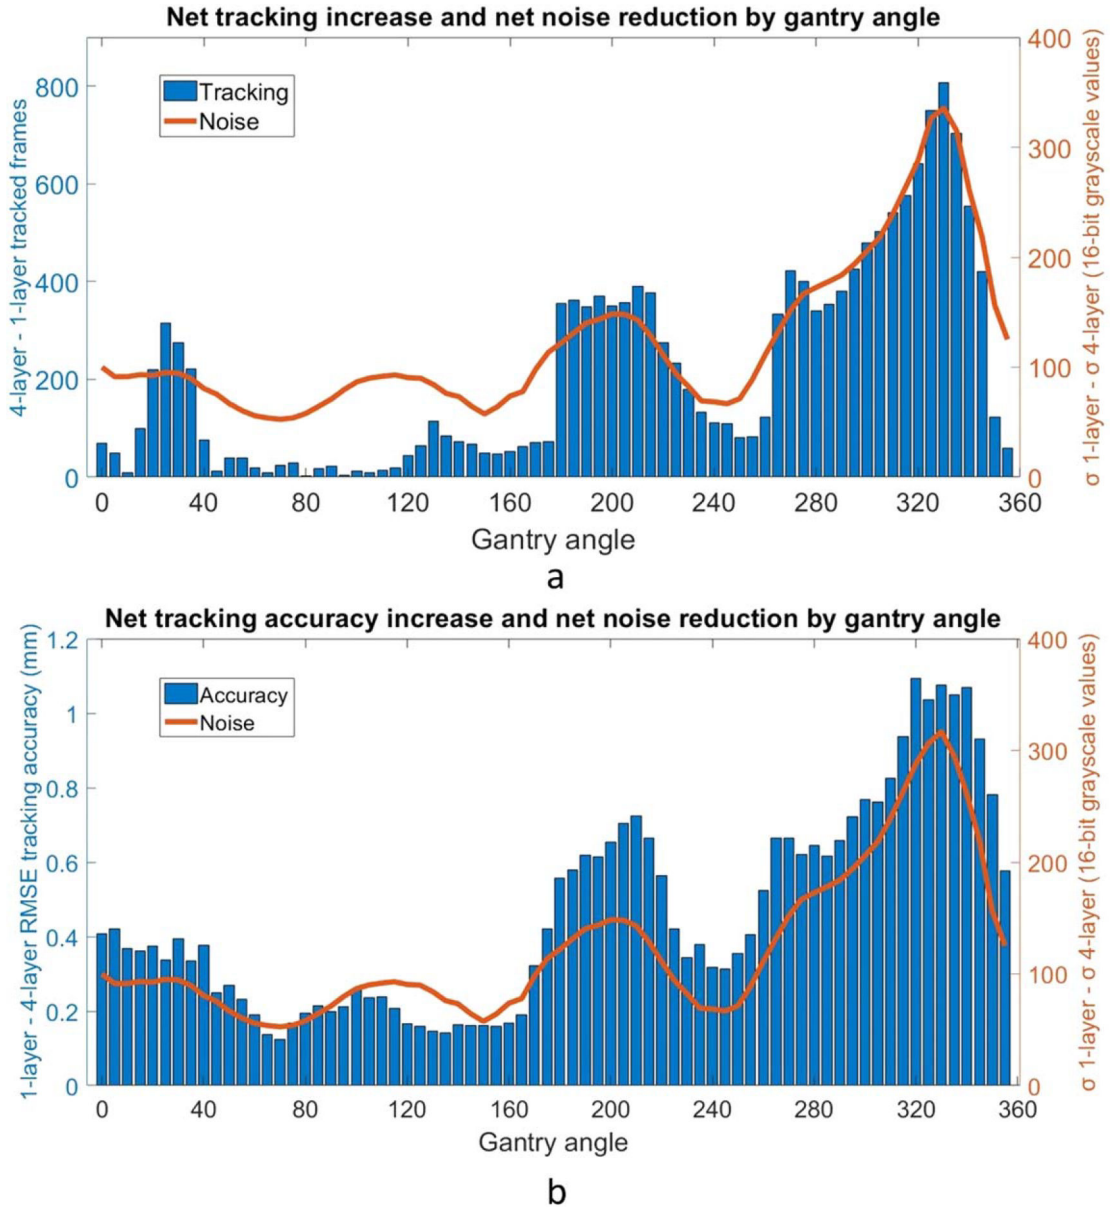 Net tracking increase and net noise reduction by gantry angle
4-layer - 1-layer tracked frames
800
600
400
200
0
Tracking
Noise
400
300
200
100
0
σ 1-layer - σ 4-layer (16-bit grayscale values)
0 40 80 120 160 200 240 280 320 360
Gantry angle
a
Net tracking accuracy increase and net noise reduction by gantry angle
1-layer - 4-layer RMSE tracking accuracy (mm)
1.2
1
0.8
0.6
0.4
0.2
0
Accuracy
Noise
400
300
200
100
0
σ 1-layer - σ 4-layer (16-bit grayscale values)
0 40 80 120 160 200 240 280 320 360
Gantry angle
b